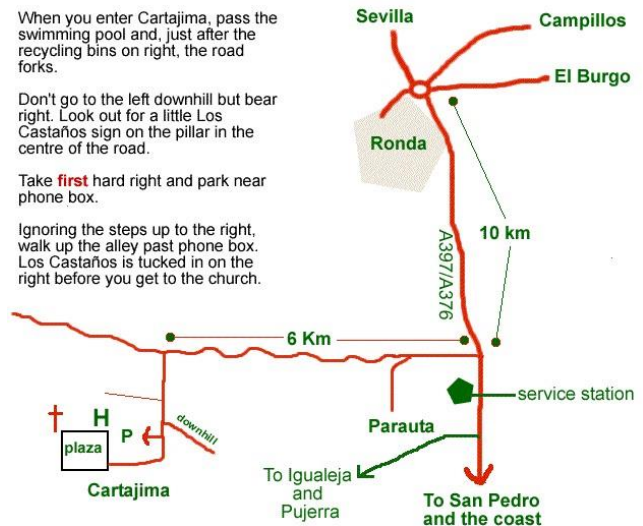 When you enter Cartajima, pass the
swimming pool and, just after the
recycling bins on right, the road
forks.
Don't go to the left downhill but bear
right. Look out for a little Los
Castaños sign on the pillar in the
centre of the road.
Take first hard right and park near
phone box.
Ignoring the steps up to the right,
walk up the alley past phone box.
Los Castaños is tucked in on the
right before you get to the church.
Sevilla
Campillos
El Burgo
Ronda
10 km
A397/A376
6 Km
service station
Parauta
H
P
downhill
plaza
Cartajima
To Igualeja
and
Pujerra
To San Pedro
and the coast